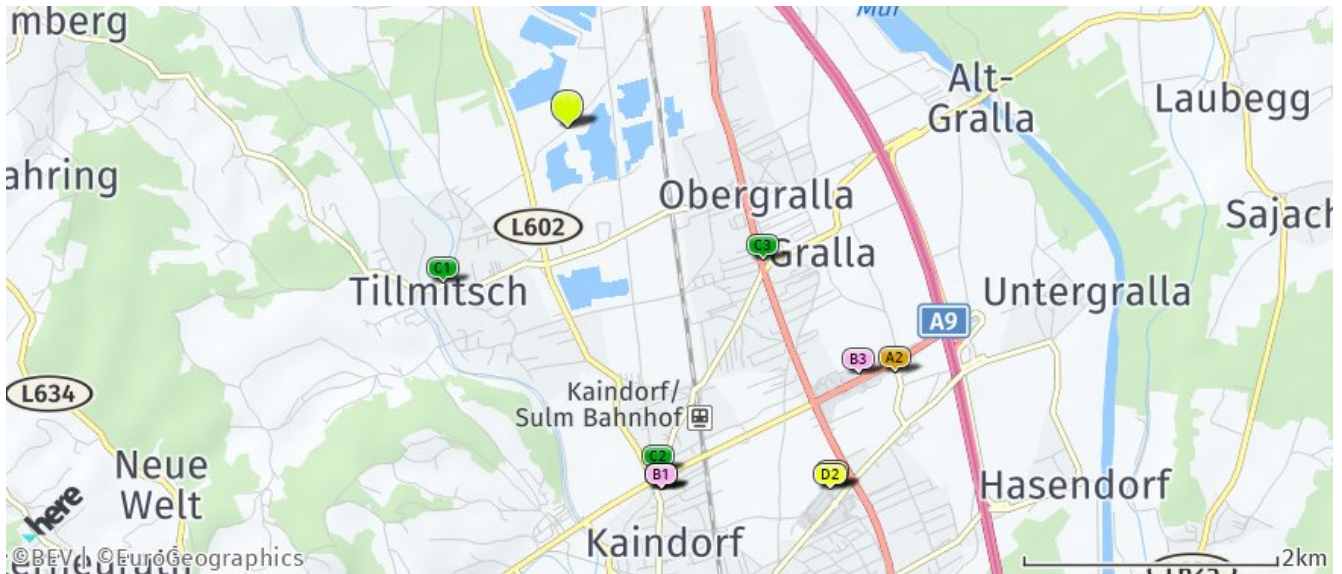 mberg
Mur
Alt-
Gralla
Laubegg
ahring
Obergralla
Sajach
L602
C3
Gralla
C1
Tillmitsch
Untergralla
A9
B3
A2
L634
Kaindorf/
Sulm Bahnhof
C2
B1
D2
Neue
Welt
Hasendorf
here
Kaindorf
©BEV | ©EuroGeographics
2km